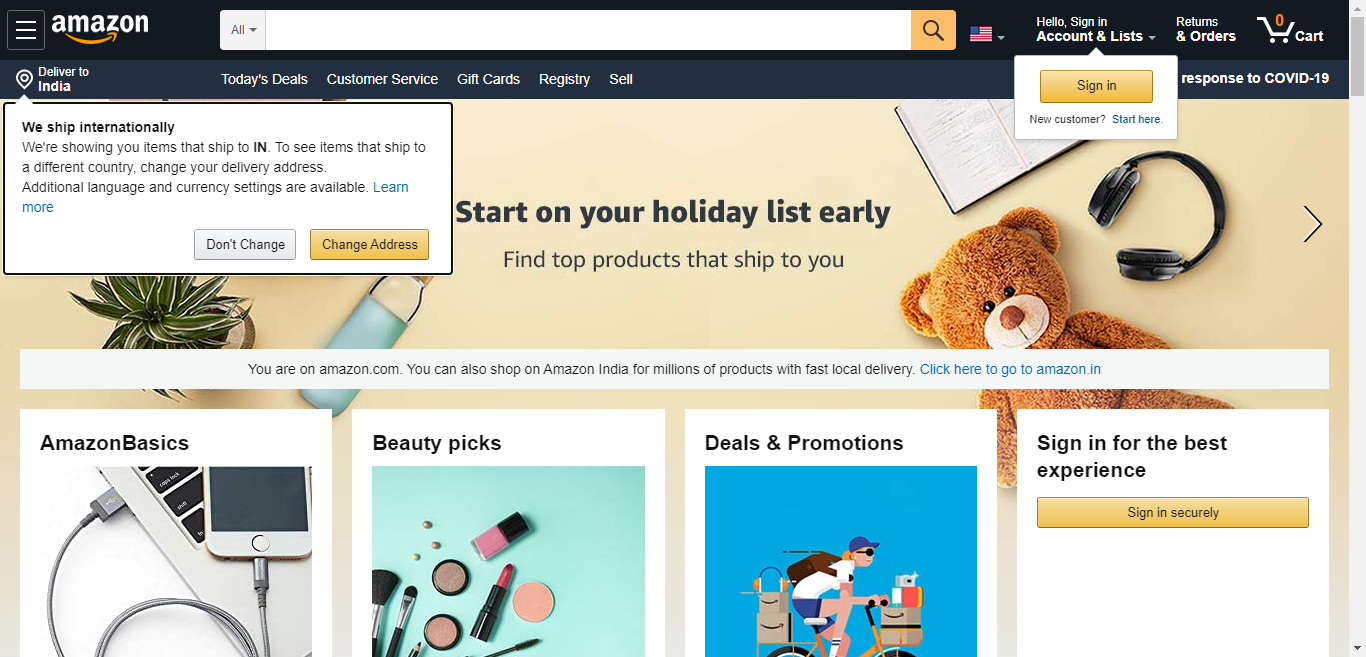 amazon
All
Hello, Sign in
Account & Lists
Returns
& Orders
0
Cart
Deliver to
India
Today's Deals
Customer Service
Gift Cards
Registry
Sell
response to COVID-19
Sign in
New customer? Start here.
We ship internationally
We're showing you items that ship to IN. To see items that ship to
a different country, change your delivery address.
Additional language and currency settings are available. Learn
more
Don't Change
Change Address
Start on your holiday list early
Find top products that ship to you
You are on amazon.com. You can also shop on Amazon India for millions of products with fast local delivery. Click here to go to amazon.in
AmazonBasics
Beauty picks
Deals & Promotions
Sign in for the best
experience
Sign in securely
caps lock
shift
fn